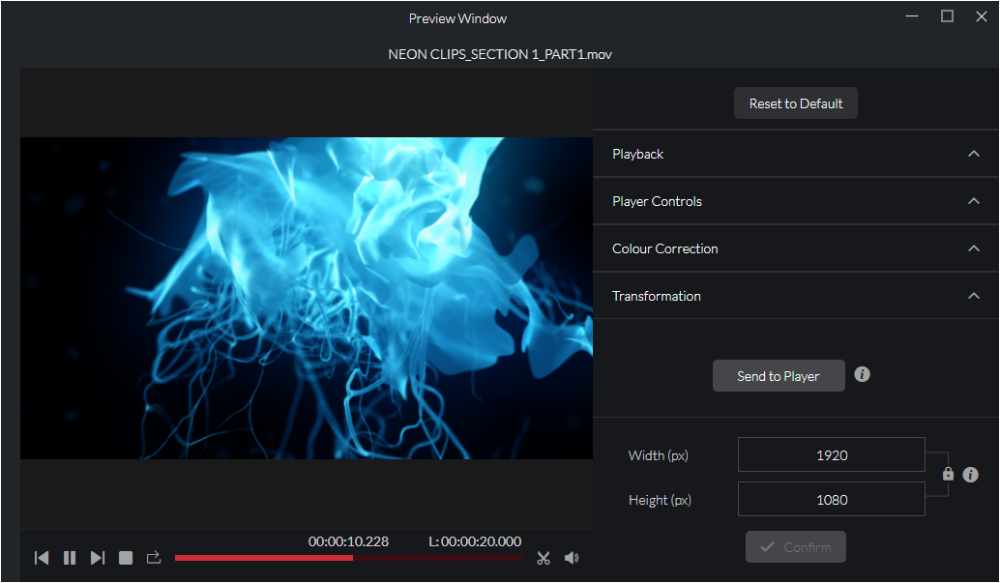 Preview Window
NEON CLIPS_SECTION 1_PART1.mov
Reset to Default
Playback
Player Controls
Colour Correction
Transformation
Send to Player
Width (px) 1920
Height (px) 1080
Confirm
00:00:10.228 L: 00:00:20.000